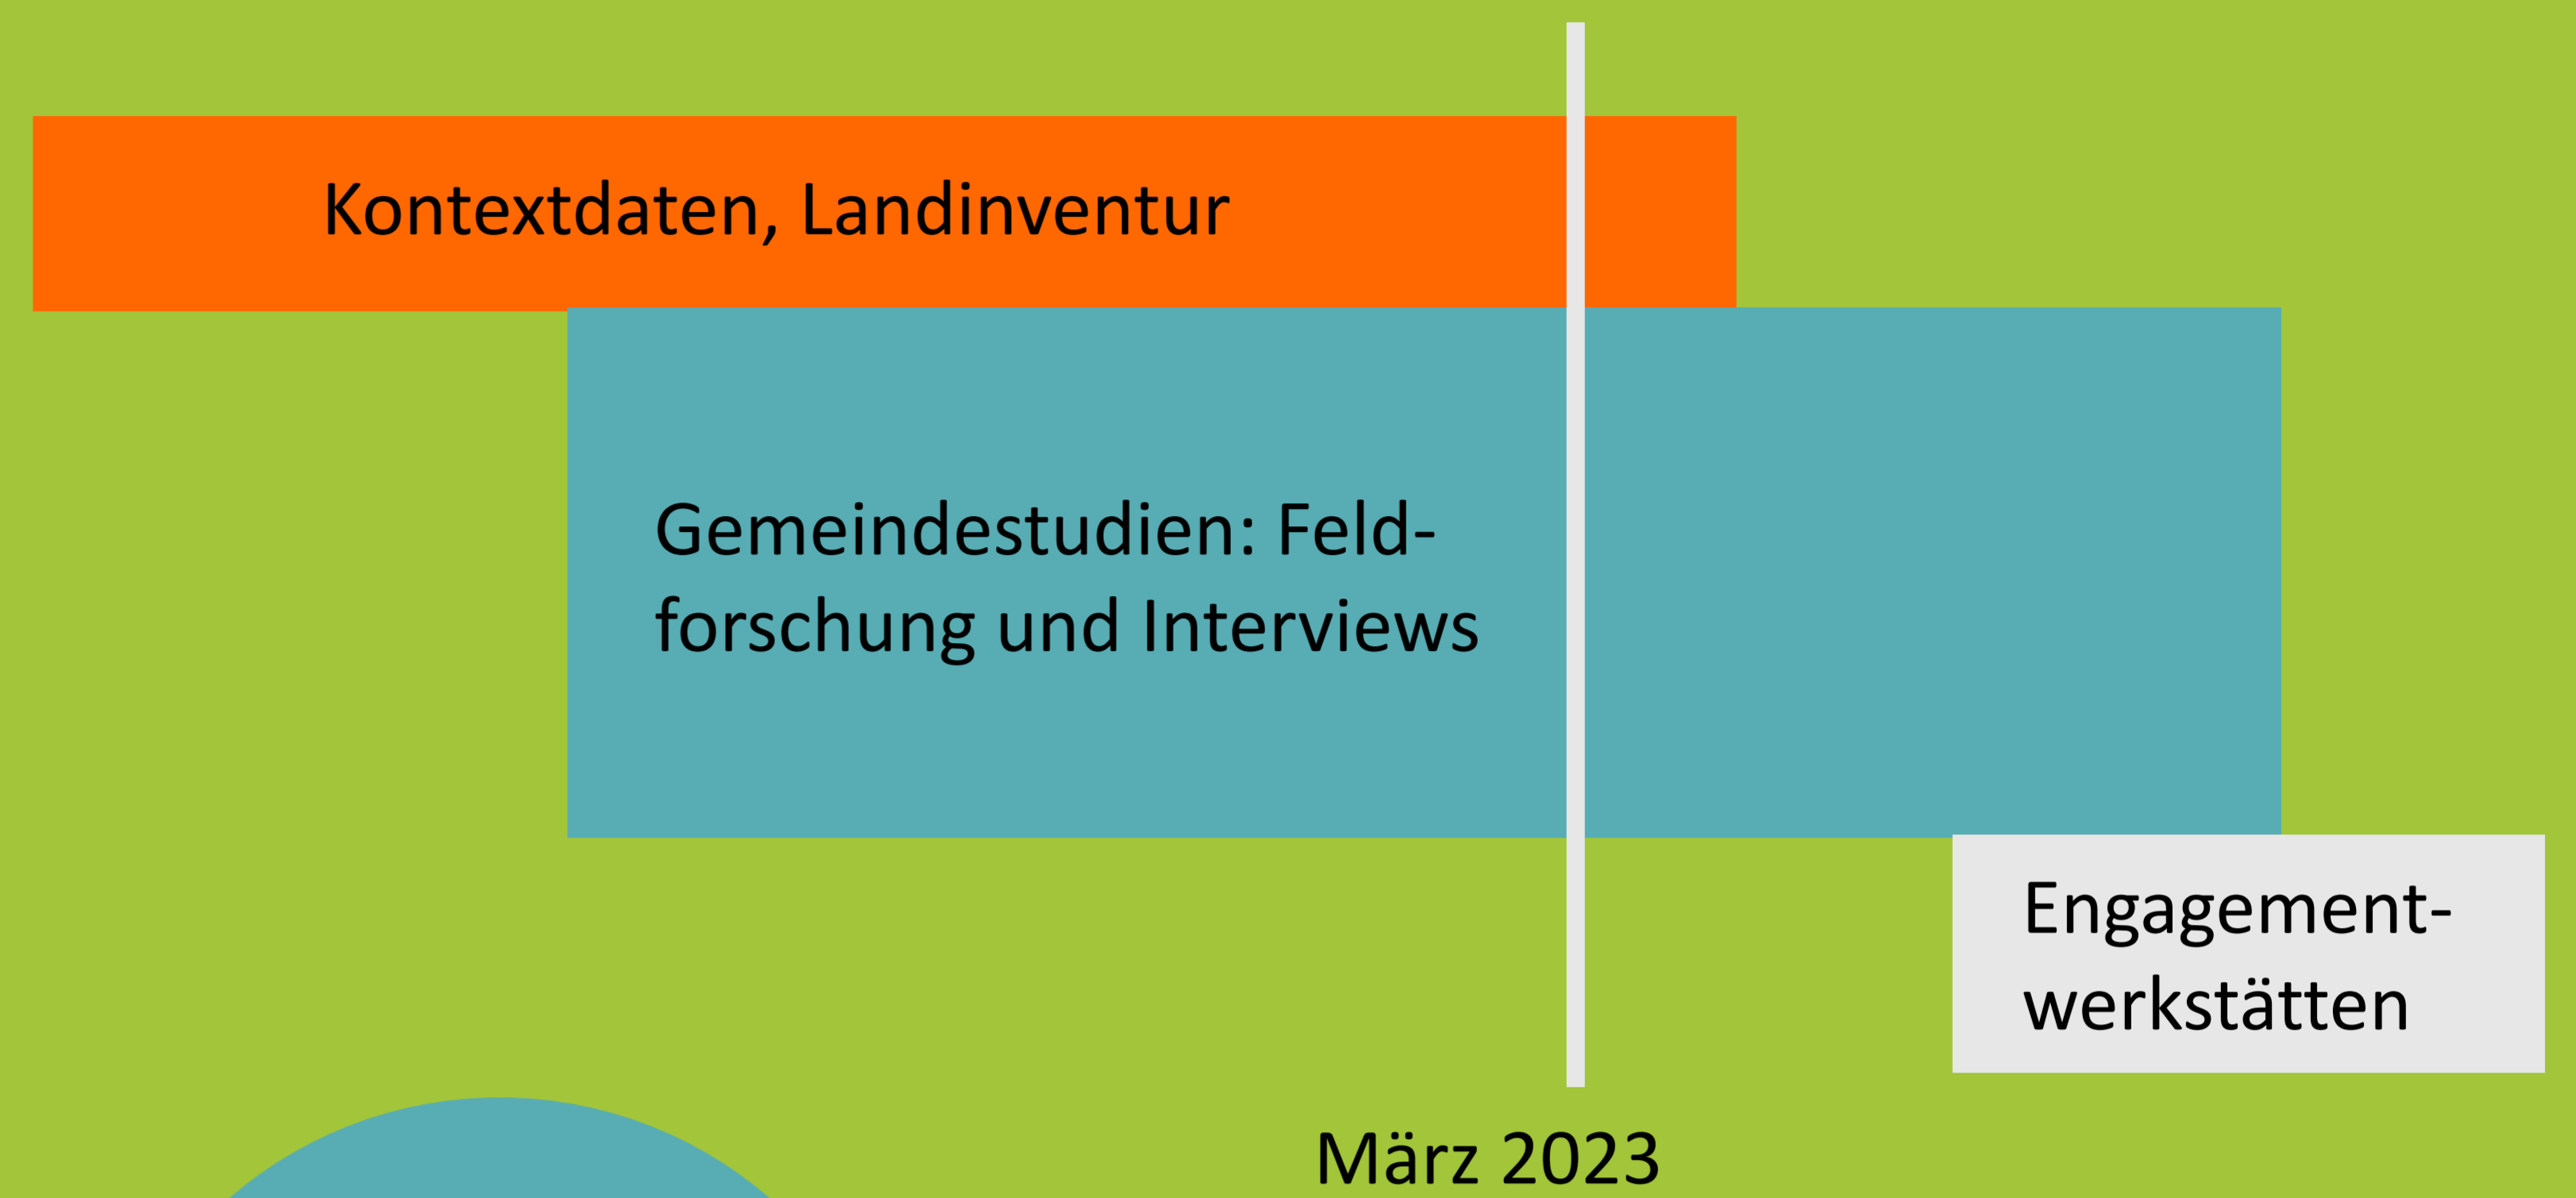 Kontextdaten, Landinventur
Gemeindestudien: Feld-
forschung und Interviews
Engagement-
werkstätten
März 2023